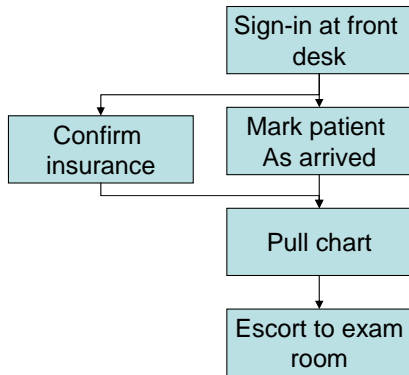 Sign-in at front
desk
Confirm
insurance
Mark patient
As arrived
Pull chart
Escort to exam
room